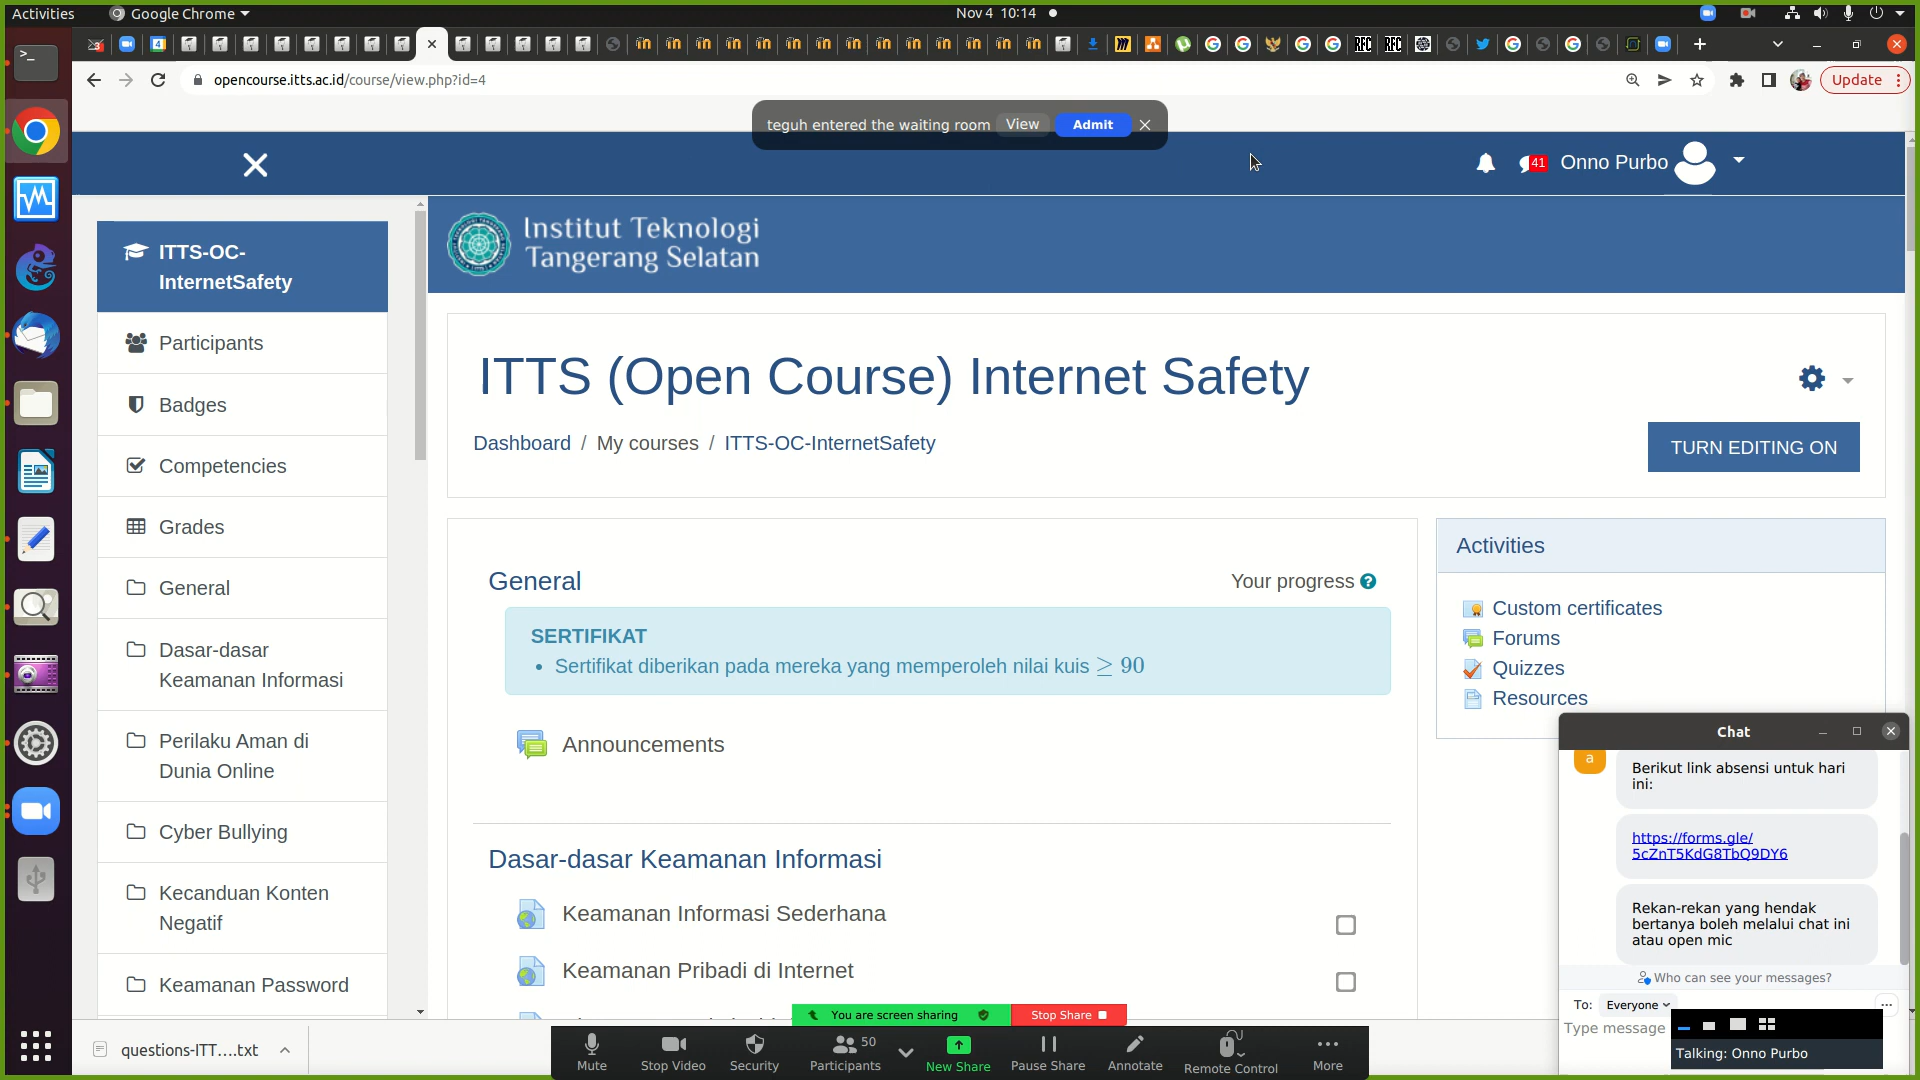 Activities
Google Chrome
Nov 4 10:14
opencourse.itts.ac.id/course/view.php?id=4
Update
teguh entered the waiting room
View
Admit
41
Onno Purbo
Institut Teknologi
Tangerang Selatan
ITTS-OC-
InternetSafety
Participants
Badges
Competencies
Grades
General
Dasar-dasar
Keamanan Informasi
Perilaku Aman di
Dunia Online
Cyber Bullying
Kecanduan Konten
Negatif
Keamanan Password
ITTS (Open Course) Internet Safety
Dashboard / My courses / ITTS-OC-InternetSafety
TURN EDITING ON
General
Your progress
SERTIFIKAT
• Sertifikat diberikan pada mereka yang memperoleh nilai kuis ≥ 90
Announcements
Dasar-dasar Keamanan Informasi
Keamanan Informasi Sederhana
Keamanan Pribadi di Internet
Activities
Custom certificates
Forums
Quizzes
Resources
Chat
a
Berikut link absensi untuk hari
ini:
https://forms.gle/
5cZnT5KdG8TbQ9DY6
Rekan-rekan yang hendak
bertanya boleh melalui chat ini
atau open mic
Who can see your messages?
To: Everyone
Type message
Talking: Onno Purbo
You are screen sharing
Stop Share
questions-ITT....txt
Mute
Stop Video
Security
Participants
50
New Share
Pause Share
Annotate
Remote Control
More